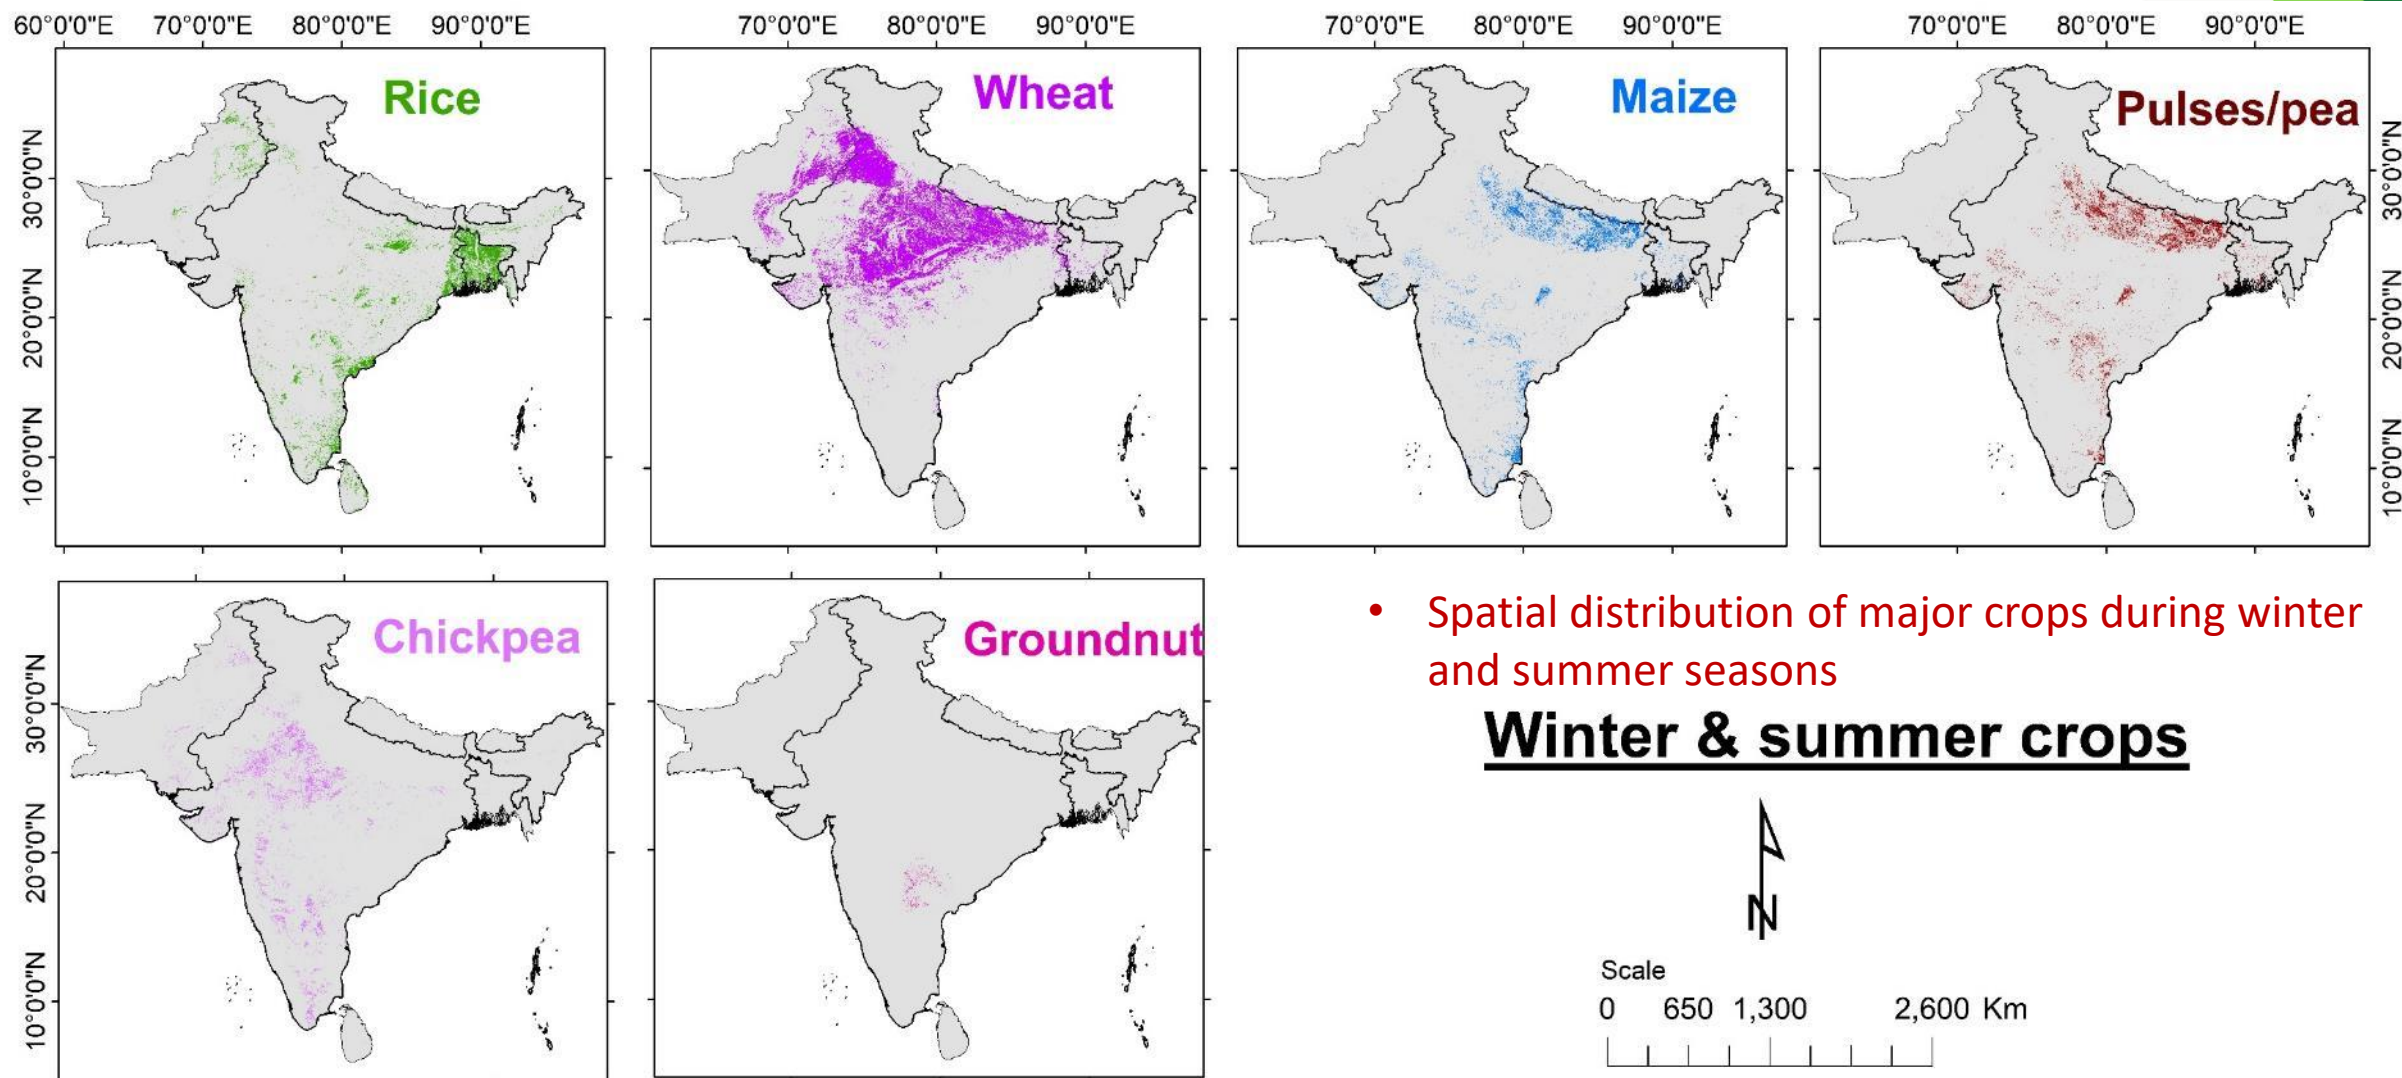 60°0'0"E 70°0'0"E 80°0'0"E 90°0'0"E
70°0'0"E 80°0'0"E 90°0'0"E
70°0'0"E 80°0'0"E 90°0'0"E
70°0'0"E 80°0'0"E 90°0'0"E
Rice
Wheat
Maize
Pulses/pea
30°0'0"N
20°0'0"N
10°0'0"N
30°0'0"N
20°0'0"N
10°0'0"N
Chickpea
Groundnut
30°0'0"N
20°0'0"N
10°0'0"N
• Spatial distribution of major crops during winter
and summer seasons
Winter & summer crops
N
Scale
0 650 1,300 2,600 Km